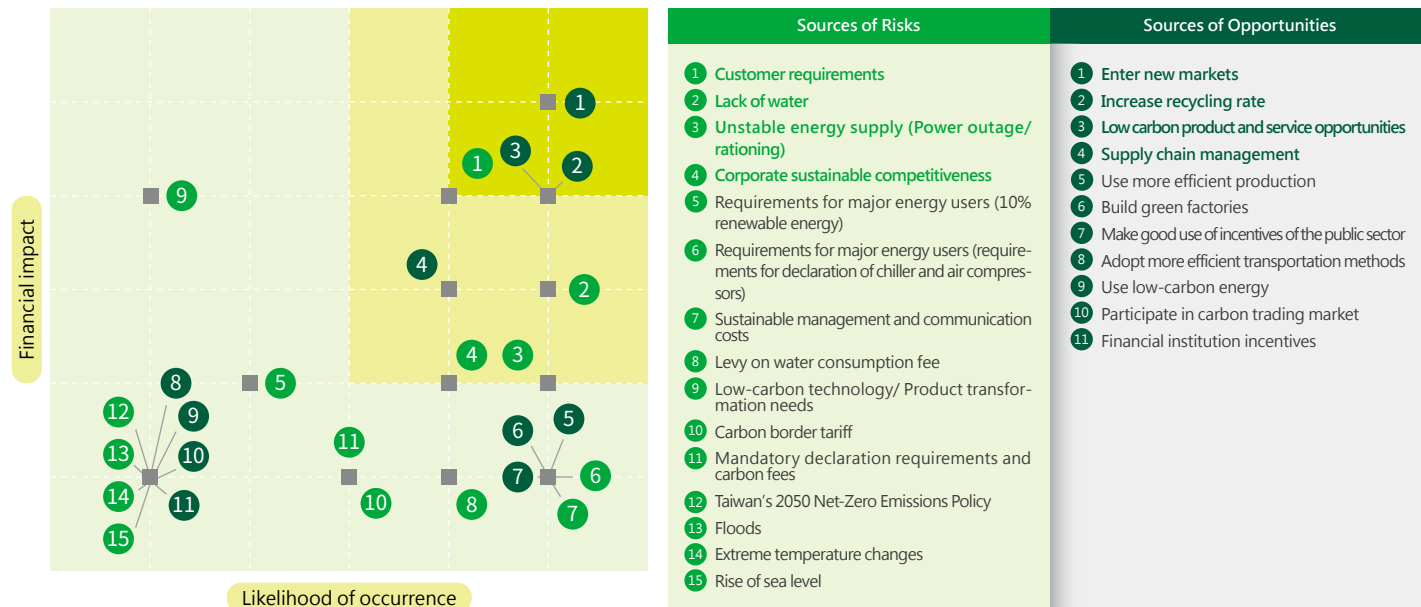 Financial impact
Likelihood of occurrence
1
3
2
1
9
4
2
4
3
8
5
12
9
11
6
5
13
10
7
6
14
11
10
8
7
15
Sources of Risks
1 Customer requirements
2 Lack of water
3 Unstable energy supply (Power outage/
rationing)
4 Corporate sustainable competitiveness
5 Requirements for major energy users (10%
renewable energy)
6 Requirements for major energy users (require-
ments for declaration of chiller and air compres-
sors)
7 Sustainable management and communication
costs
8 Levy on water consumption fee
9 Low-carbon technology/ Product transfor-
mation needs
10 Carbon border tariff
11 Mandatory declaration requirements and
carbon fees
12 Taiwan's 2050 Net-Zero Emissions Policy
13 Floods
14 Extreme temperature changes
15 Rise of sea level
Sources of Opportunities
1 Enter new markets
2 Increase recycling rate
3 Low carbon product and service opportunities
4 Supply chain management
5 Use more efficient production
6 Build green factories
7 Make good use of incentives of the public sector
8 Adopt more efficient transportation methods
9 Use low-carbon energy
10 Participate in carbon trading market
11 Financial institution incentives